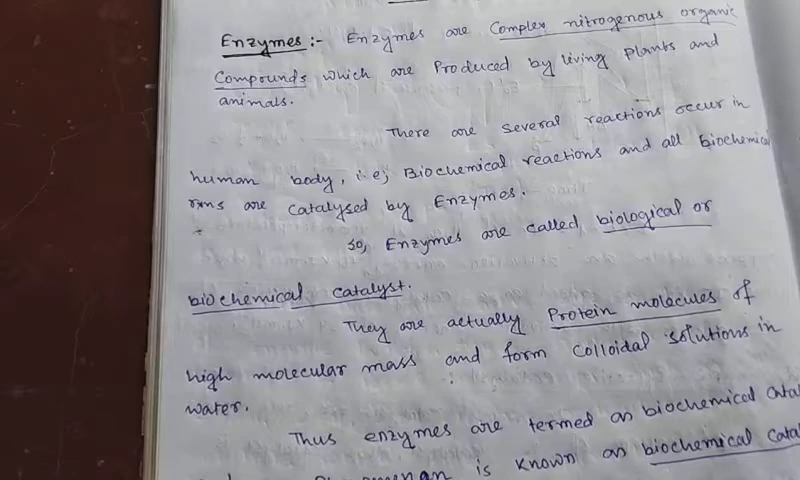 Enzymes:- Enzymes are Complex nitrogenous organic
Compounds which are Produced by living plants and
animals.
There are several reactions occur in
human body, i.e; Biochemical reactions and all biochemical
rxns are catalysed by Enzymes.
So, Enzymes are called biological or
biochemical catalyst.
They are actually Protein molecules of
high molecular mass and form colloidal solutions in
water.
Thus enzymes are termed as biochemical
is known as biochemical